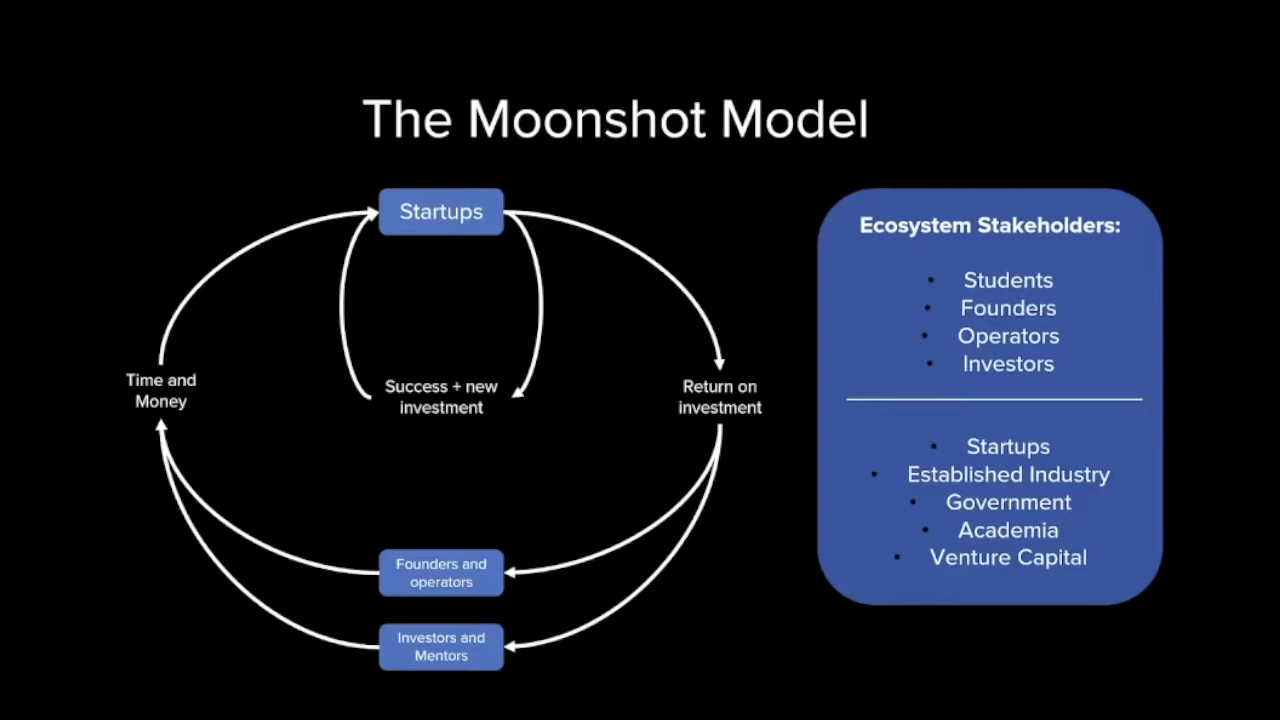 The Moonshot Model
Startups
Time and
Money
Success + new
investment
Return on
investment
Founders and
operators
Investors and
Mentors
Ecosystem Stakeholders:
• Students
• Founders
• Operators
• Investors
• Startups
• Established Industry
• Government
• Academia
• Venture Capital